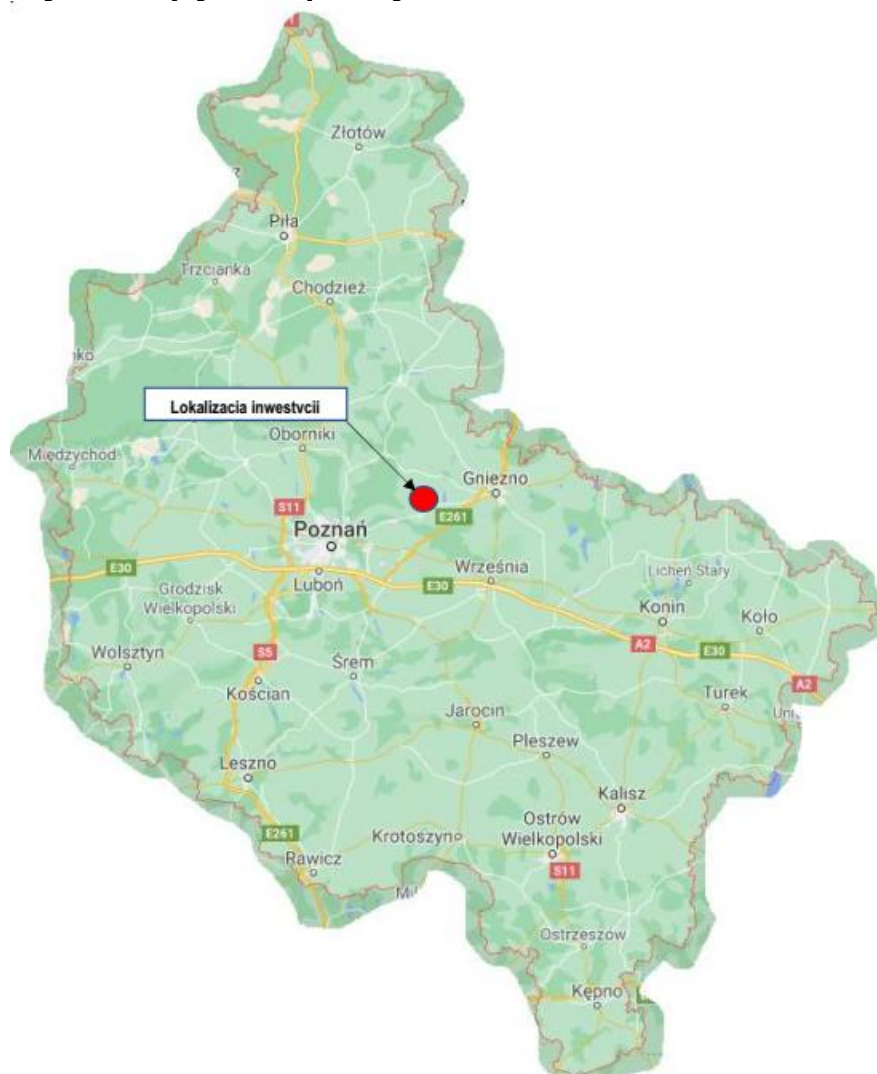 Złotów
Piła
Trzcianka
Chodzież
Lokalizacia inwestvcii
Oborniki
Międzychód
Gniezno
S11
E261
Poznań
E30
Luboń
E30
Września
Licheń Stary
Grodzisk
Wielkopolski
Konin
Koło
Wolsztyn
S5
Śrem
A2
E30
Kościan
A2
Turek
Jarocin
Pleszew
Leszno
Kalisz
Ostrów
Wielkopolski
E261
Krotoszyn
Rawicz
S11
Ostrzeszów
Kępno